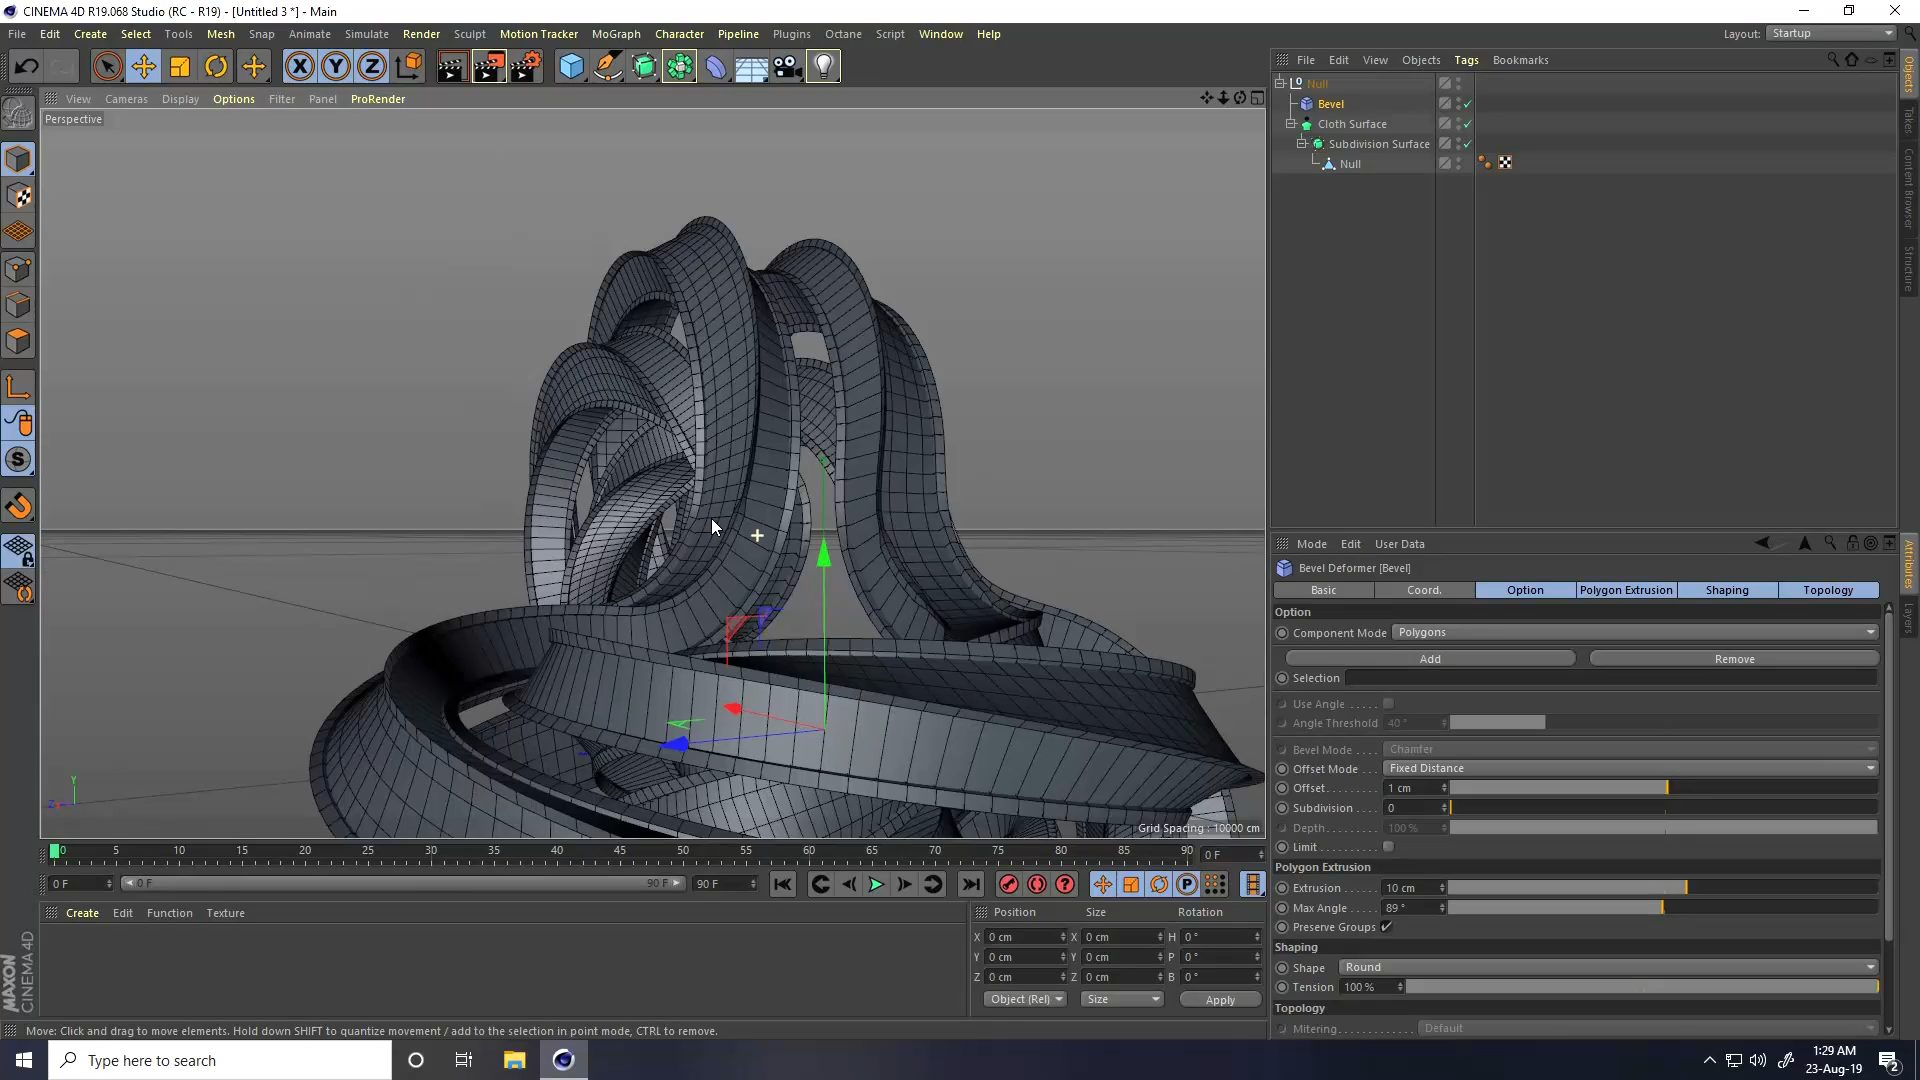 CINEMA 4D R19.068 Studio (RC - R19) - [Untitled 3 *] - Main
File Edit Create Select Tools Mesh Snap Animate Simulate Render Sculpt Motion Tracker MoGraph Character Pipeline Plugins Octane Script Window Help
Layout: Startup
X Y Z
File Edit View Objects Tags Bookmarks
View Cameras Display Options Filter Panel ProRender
Perspective
Null
Bevel
Cloth Surface
Subdivision Surface
Null
Objects
Takes
Content Browser
Structure
Mode Edit User Data
Bevel Deformer [Bevel]
Basic Coord. Option Polygon Extrusion Shaping Topology
Option
Component Mode Polygons
Add Remove
Selection
Use Angle
Angle Threshold 40 °
Bevel Mode . . . . . Chamfer
Offset Mode . . . . Fixed Distance
Offset . . . . . . . . . 1 cm
Subdivision . . . . . 0
Depth. . . . . . . . . . 100 %
Limit . . . . . . . . . .
Polygon Extrusion
Extrusion . . . . . . 10 cm
Max Angle . . . . . 89 °
Preserve Groups
Shaping
Shape Round
Tension 100 %
Topology
Mitering . . . . . . . . . . . . . Default
Attributes
Layers
Y
Z
Grid Spacing : 10000 cm
0 5 10 15 20 25 30 35 40 45 50 55 60 65 70 75 80 85 90 0 F
0 F 0 F 90 F 90 F
Create Edit Function Texture
Position Size Rotation
X 0 cm X 0 cm H 0 °
Y 0 cm Y 0 cm P 0 °
Z 0 cm Z 0 cm B 0 °
Object (Rel) Size Apply
MAXON
CINEMA 4D
Move: Click and drag to move elements. Hold down SHIFT to quantize movement / add to the selection in point mode, CTRL to remove.
Type here to search
1:29 AM
23-Aug-19
2